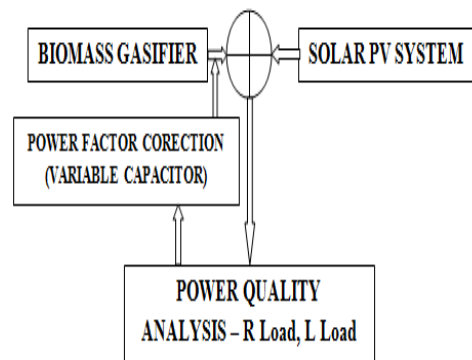 BIOMASS GASIFIER
SOLAR PV SYSTEM
POWER FACTOR CORECTION
(VARIABLE CAPACITOR)
POWER QUALITY
ANALYSIS – R Load, L Load